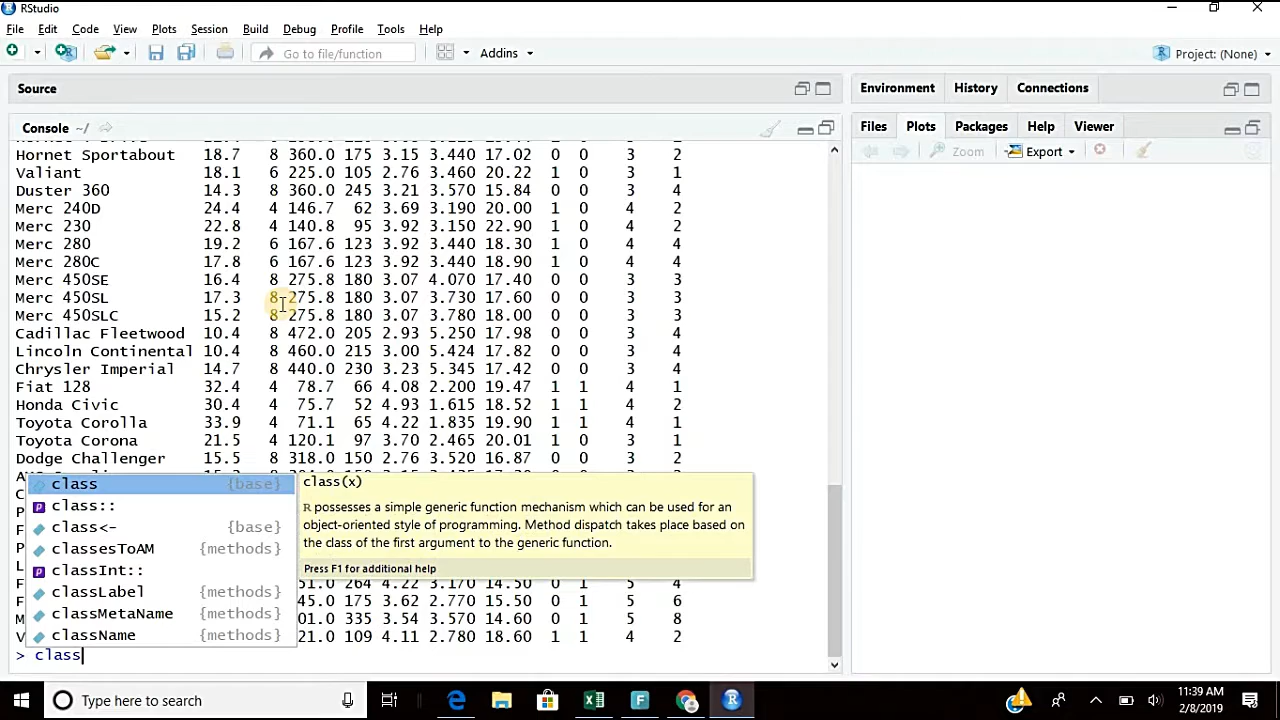 RStudio
File Edit Code View Plots Session Build Debug Profile Tools Help
Go to file/function Addins Project: (None)
Source
Console ~/
Hornet Sportabout 18.7 8 360.0 175 3.15 3.440 17.02 0 0 3 2
Valiant 18.1 6 225.0 105 2.76 3.460 20.22 1 0 3 1
Duster 360 14.3 8 360.0 245 3.21 3.570 15.84 0 0 3 4
Merc 240D 24.4 4 146.7 62 3.69 3.190 20.00 1 0 4 2
Merc 230 22.8 4 140.8 95 3.92 3.150 22.90 1 0 4 2
Merc 280 19.2 6 167.6 123 3.92 3.440 18.30 1 0 4 4
Merc 280C 17.8 6 167.6 123 3.92 3.440 18.90 1 0 4 4
Merc 450SE 16.4 8 275.8 180 3.07 4.070 17.40 0 0 3 3
Merc 450SL 17.3 8 275.8 180 3.07 3.730 17.60 0 0 3 3
Merc 450SLC 15.2 8 275.8 180 3.07 3.780 18.00 0 0 3 3
Cadillac Fleetwood 10.4 8 472.0 205 2.93 5.250 17.98 0 0 3 4
Lincoln Continental 10.4 8 460.0 215 3.00 5.424 17.82 0 0 3 4
Chrysler Imperial 14.7 8 440.0 230 3.23 5.345 17.42 0 0 3 4
Fiat 128 32.4 4 78.7 66 4.08 2.200 19.47 1 1 4 1
Honda Civic 30.4 4 75.7 52 4.93 1.615 18.52 1 1 4 2
Toyota Corolla 33.9 4 71.1 65 4.22 1.835 19.90 1 1 4 1
Toyota Corona 21.5 4 120.1 97 3.70 2.465 20.01 1 0 3 1
Dodge Challenger 15.5 8 318.0 150 2.76 3.520 16.87 0 0 3 2
class {base}
class::
class<- {base}
classesToAM {methods}
classInt::
classLabel {methods}
classMetaName {methods}
className {methods}
class(x)
R possesses a simple generic function mechanism which can be used for an
object-oriented style of programming. Method dispatch takes place based on
the class of the first argument to the generic function.
Press F1 for additional help
51.0 264 4.22 3.170 14.50 0 1 5 4
45.0 175 3.62 2.770 15.50 0 1 5 6
01.0 335 3.54 3.570 14.60 0 1 5 8
21.0 109 4.11 2.780 18.60 1 1 4 2
> class
Environment History Connections
Files Plots Packages Help Viewer
Zoom Export
Type here to search
11:39 AM
2/8/2019